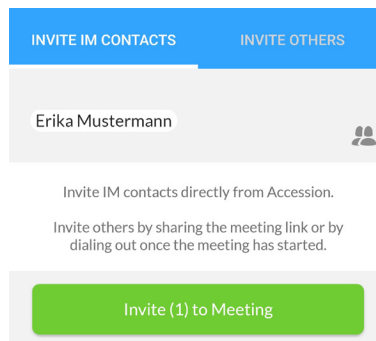 INVITE IM CONTACTS INVITE OTHERS
Erika Mustermann
Invite IM contacts directly from Accession.
Invite others by sharing the meeting link or by
dialing out once the meeting has started.
Invite (1) to Meeting